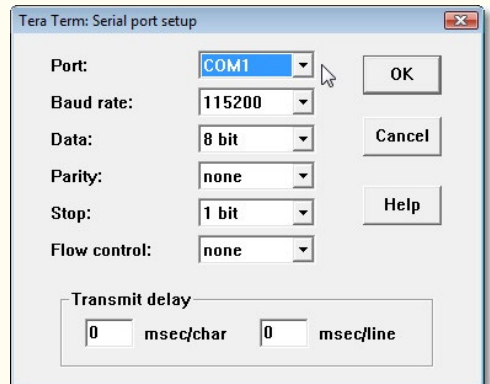 Tera Term: Serial port setup
Port: COM1 OK
Baud rate: 115200
Data: 8 bit Cancel
Parity: none
Stop: 1 bit Help
Flow control: none
Transmit delay
0 msec/char 0 msec/line